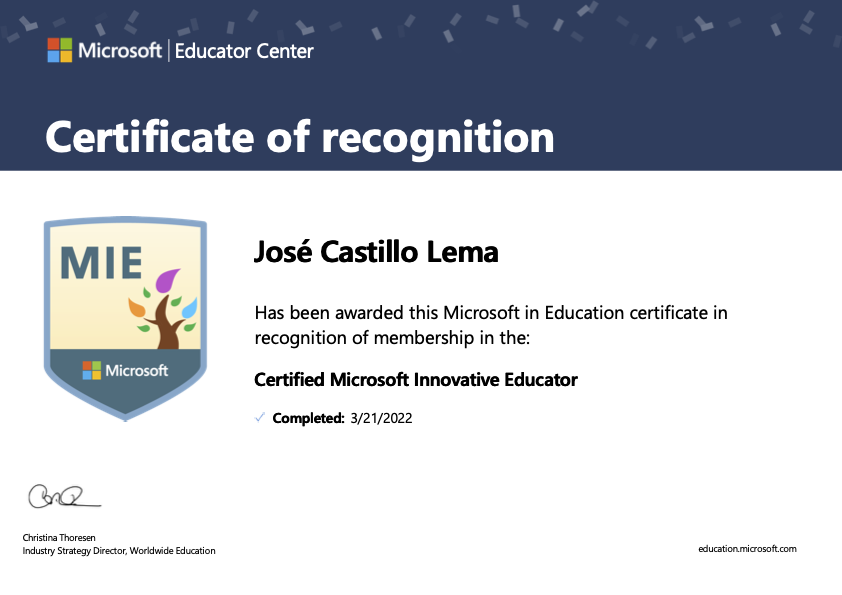 Microsoft | Educator Center
Certificate of recognition
MIE
Microsoft
José Castillo Lema
Has been awarded this Microsoft in Education certificate in
recognition of membership in the:
Certified Microsoft Innovative Educator
✓ Completed: 3/21/2022
Christina Thoresen
Industry Strategy Director, Worldwide Education
education.microsoft.com